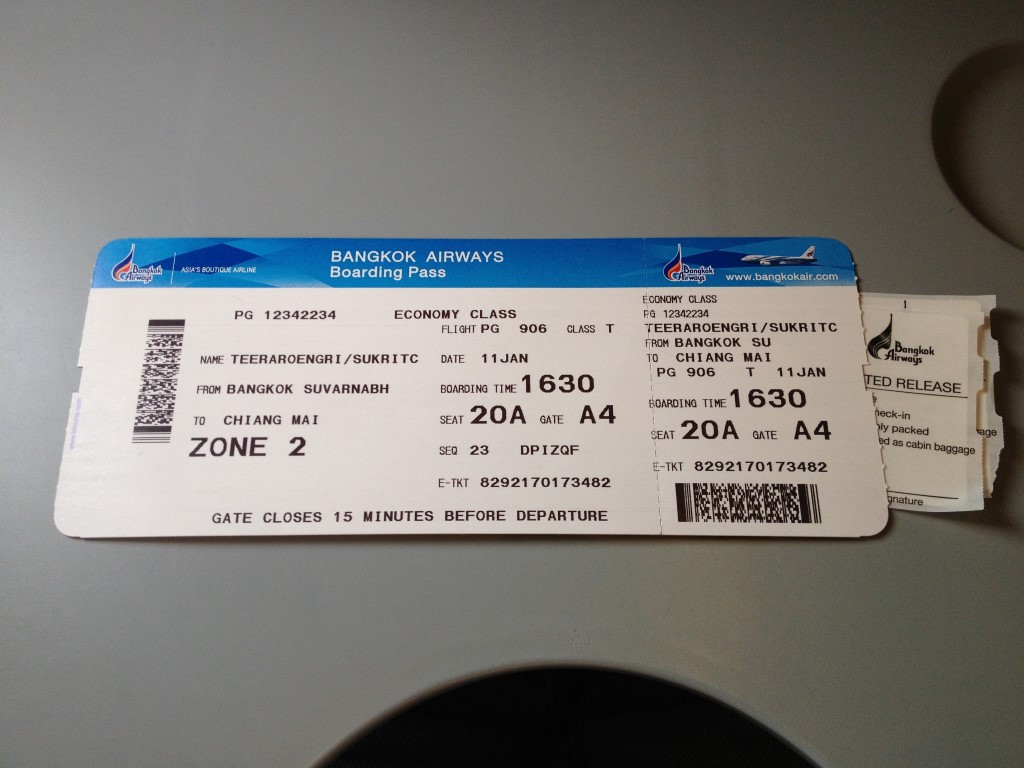 Bangkok Airways
ASIA'S BOUTIQUE AIRLINE
BANGKOK AIRWAYS
Boarding Pass
PG 12342234 ECONOMY CLASS
FLIGHT PG 906 CLASS T
NAME TEERAROENGRI/SUKRITC DATE 11JAN
FROM BANGKOK SUVARNABH BOARDING TIME 1630
TO CHIANG MAI SEAT 20A GATE A4
ZONE 2 SEQ 23 DPIZQF
E-TKT 8292170173482
GATE CLOSES 15 MINUTES BEFORE DEPARTURE
Bangkok Airways
www.bangkokair.com
ECONOMY CLASS
PG 12342234
TEERAROENGRI/SUKRITC
FROM BANGKOK SU
TO CHIANG MAI
PG 906 T 11JAN
BOARDING TIME 1630
SEAT 20A GATE A4
E-TKT 8292170173482
1
Bangkok Airways
TED RELEASE
heck-in
ly packed
ed as cabin baggage
age
gnature